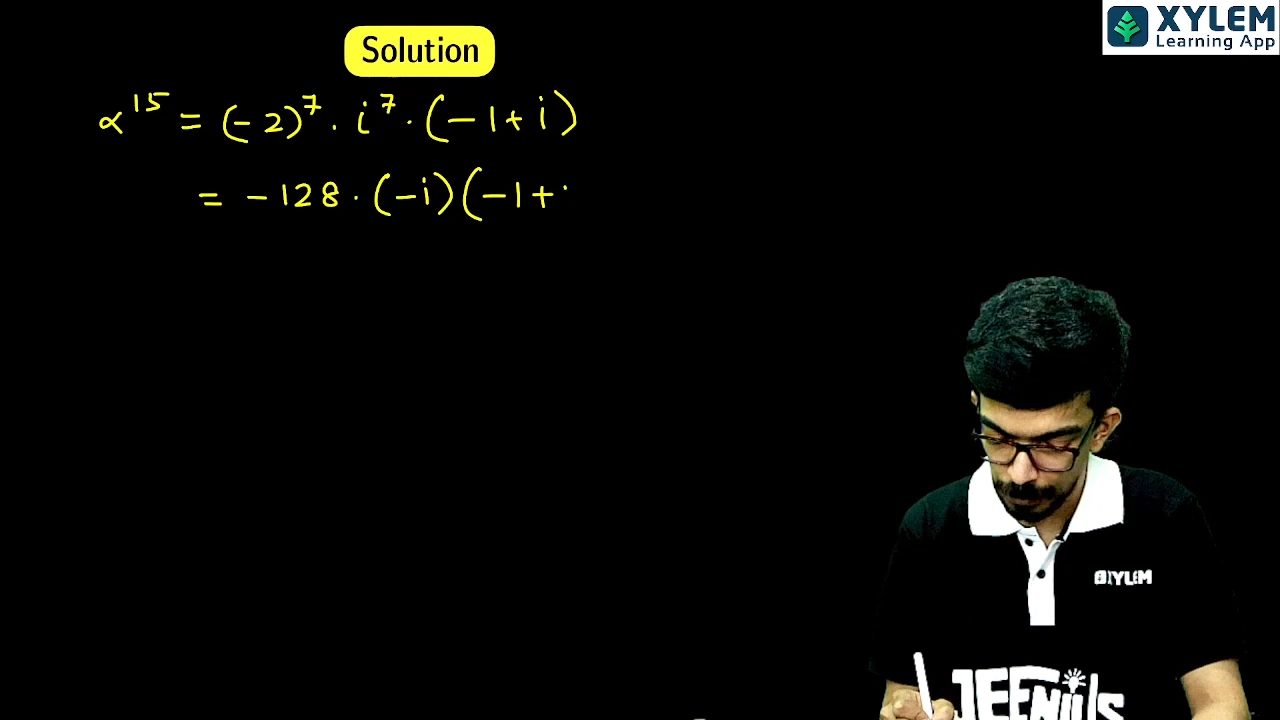 XYLEM
Learning App
Solution
α¹⁵ = (-2)⁷ · i⁷ · (-1+i)
= -128 · (-i)(-1+
XYLEM
JEENIUS